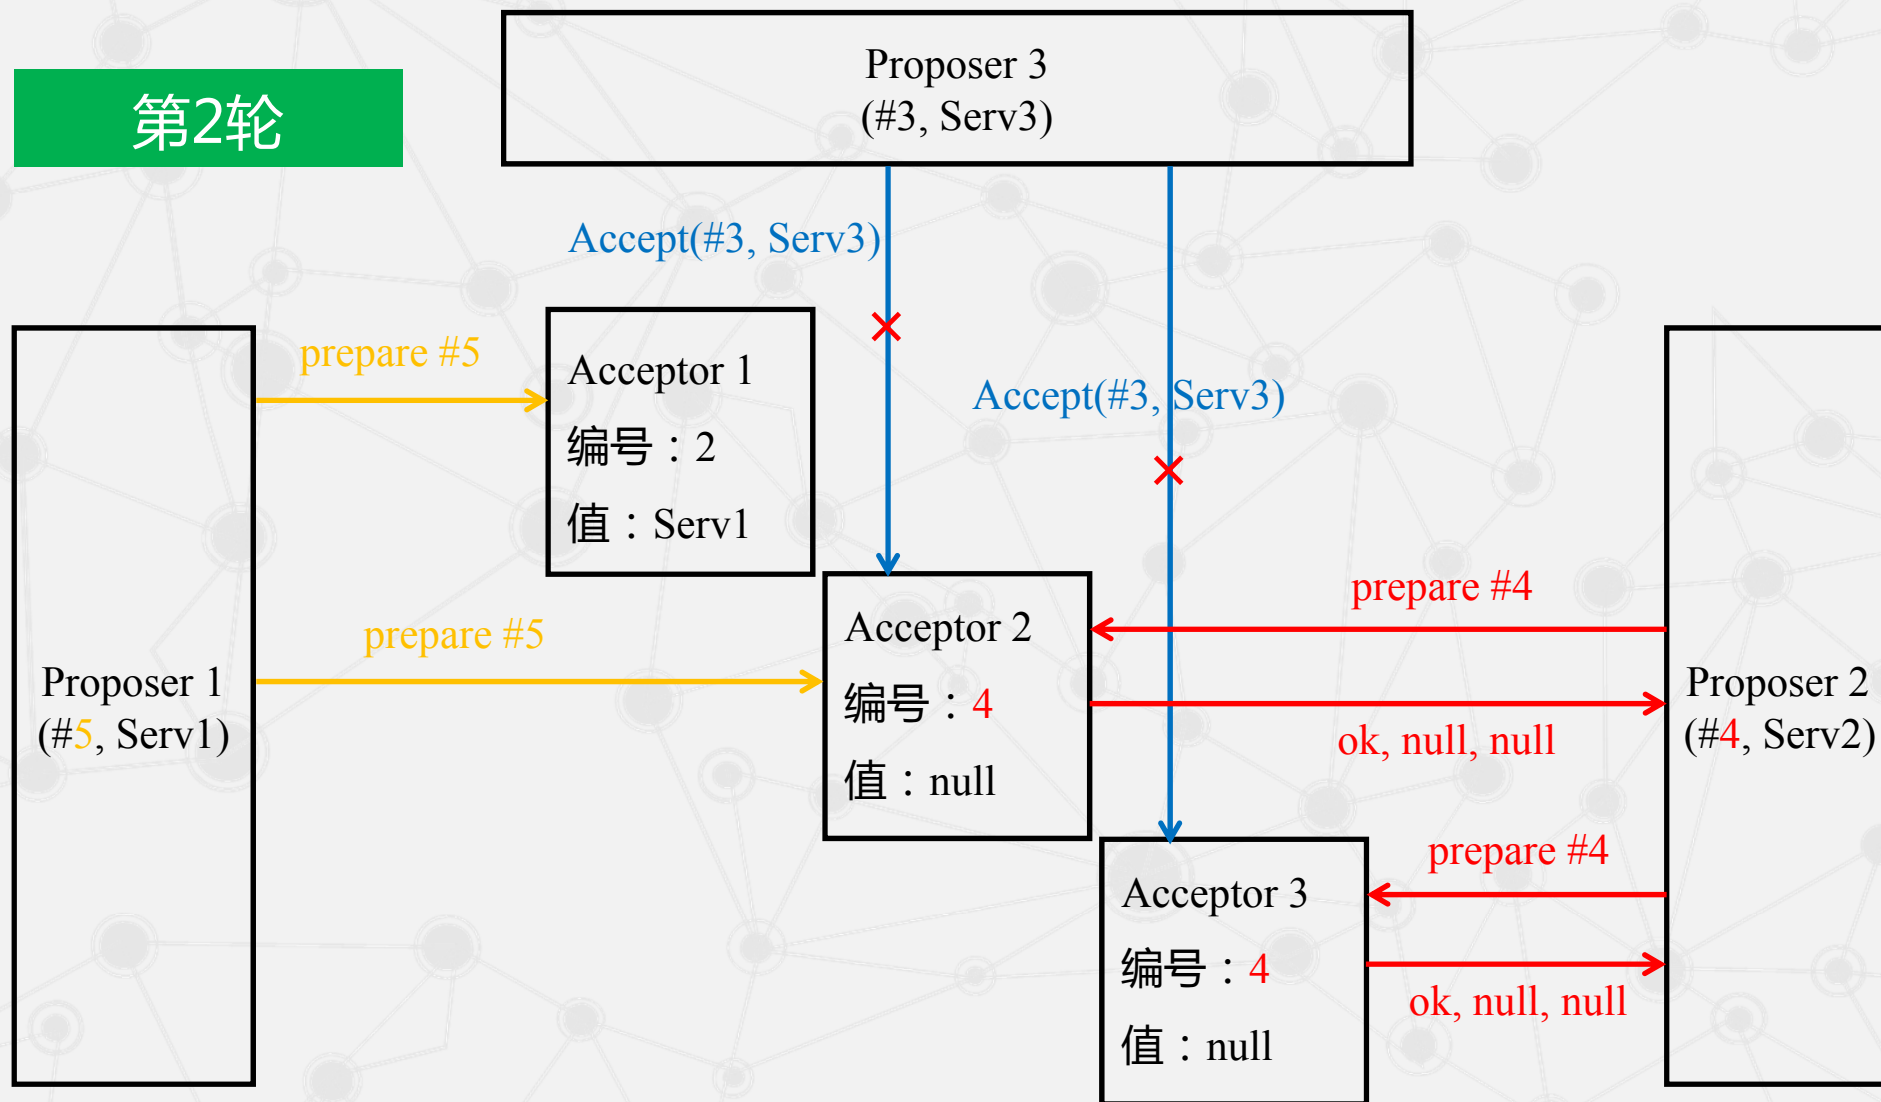 第2轮
Proposer 3
(#3, Serv3)
Accept(#3, Serv3)
prepare #5
Acceptor 1
编号：2
值：Serv1
Accept(#3, Serv3)
prepare #5
Proposer 1
(#5, Serv1)
Acceptor 2
编号：4
值：null
prepare #4
ok, null, null
Proposer 2
(#4, Serv2)
Acceptor 3
编号：4
值：null
prepare #4
ok, null, null